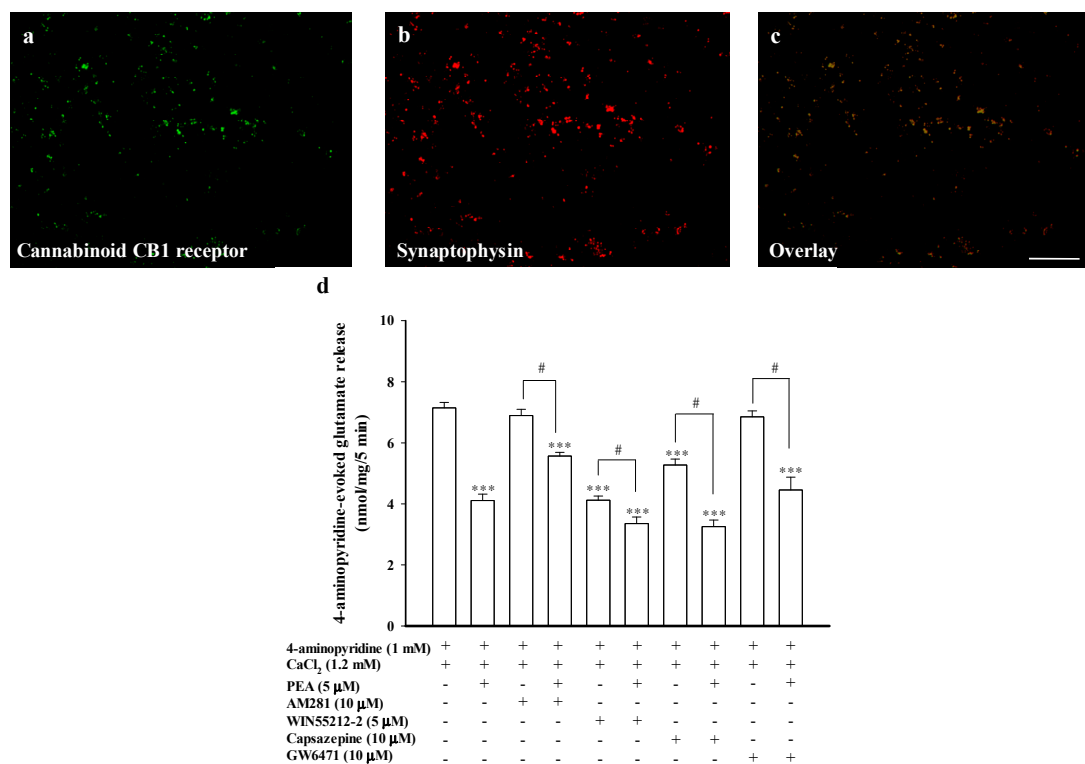 a
b
c
Cannabinoid CB1 receptor
Synaptophysin
Overlay
d
4-aminopyridine-evoked glutamate release
(nmol/mg/5 min)
10
8
6
4
2
0
# # # #
*** *** *** *** *** *** ***
4-aminopyridine (1 mM) + + + + + + + + + +
CaCl₂ (1.2 mM) + + + + + + + + + +
PEA (5 μM) - + - + - + - + - +
AM281 (10 μM) - - + + - - - - - -
WIN55212-2 (5 μM) - - - - + + - - - -
Capsazepine (10 μM) - - - - - - + + - -
GW6471 (10 μM) - - - - - - - - + +